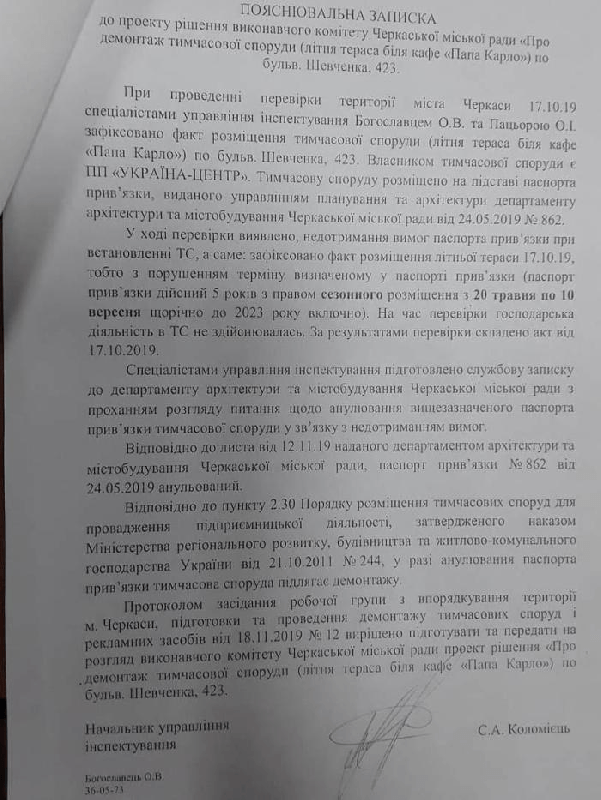 ПОЯСНЮВАЛЬНА ЗАПИСКА
до проекту рішення виконавчого комітету Черкаської міської ради «Про
демонтаж тимчасової споруди (літня тераса біля кафе «Папа Карло») по
бульв. Шевченка, 423.
При проведенні перевірки території міста Черкаси 17.10.19
спеціалістами управління інспектування Богославцем О.В. та Пацьорою О.І.
зафіксовано факт розміщення тимчасової споруди (літня тераса біля кафе
«Папа Карло») по бульв. Шевченка, 423. Власником тимчасової споруди є
ПП «УКРАЇНА-ЦЕНТР». Тимчасову споруду розміщено на підставі паспорта
прив'язки, виданого управлінням планування та архітектури департаменту
архітектури та містобудування Черкаської міської ради від 24.05.2019 № 862.
У ході перевірки виявлено, недотримання вимог паспорта прив'язки при
встановленні ТС, а саме: зафіксовано факт розміщення літньої тераси 17.10.19,
тобто з порушенням терміну визначеному у паспорті прив'язки (паспорт
прив'язки дійсний 5 років з правом сезонного розміщення з 20 травня по 10
вересня щорічно до 2023 року включно). На час перевірки господарська
діяльність в ТС не здійснювалась. За результатами перевірки складено акт від
17.10.2019.
Спеціалістами управління інспектування підготовлено службову записку
до департаменту архітектури та містобудування Черкаської міської ради з
проханням розгляду питання щодо анулювання вищезазначеного паспорта
прив'язки тимчасової споруди у зв'язку з недотриманням вимог.
Відповідно до листа від 12.11.19 наданого департаментом архітектури та
містобудування Черкаської міської ради, паспорт прив'язки № 862 від
24.05.2019 анульований.
Відповідно до пункту 2.30 Порядку розміщення тимчасових споруд для
провадження підприємницької діяльності, затвердженого наказом
Міністерства регіонального розвитку, будівництва та житлово-комунального
господарства України від 21.10.2011 № 244, у разі анулювання паспорта
прив'язки тимчасова споруда підлягає демонтажу.
Протоколом засідання робочої групи з впорядкування території
м. Черкаси, підготовки та проведення демонтажу тимчасових споруд і
рекламних засобів від 18.11.2019 № 12 вирішено підготувати та передати на
розгляд виконавчого комітету Черкаської міської ради проект рішення «Про
демонтаж тимчасової споруди (літня тераса біля кафе «Папа Карло») по
бульв. Шевченка, 423.
Начальник управління
інспектування
С.А. Коломієць
Богославець О.В
36-05-73